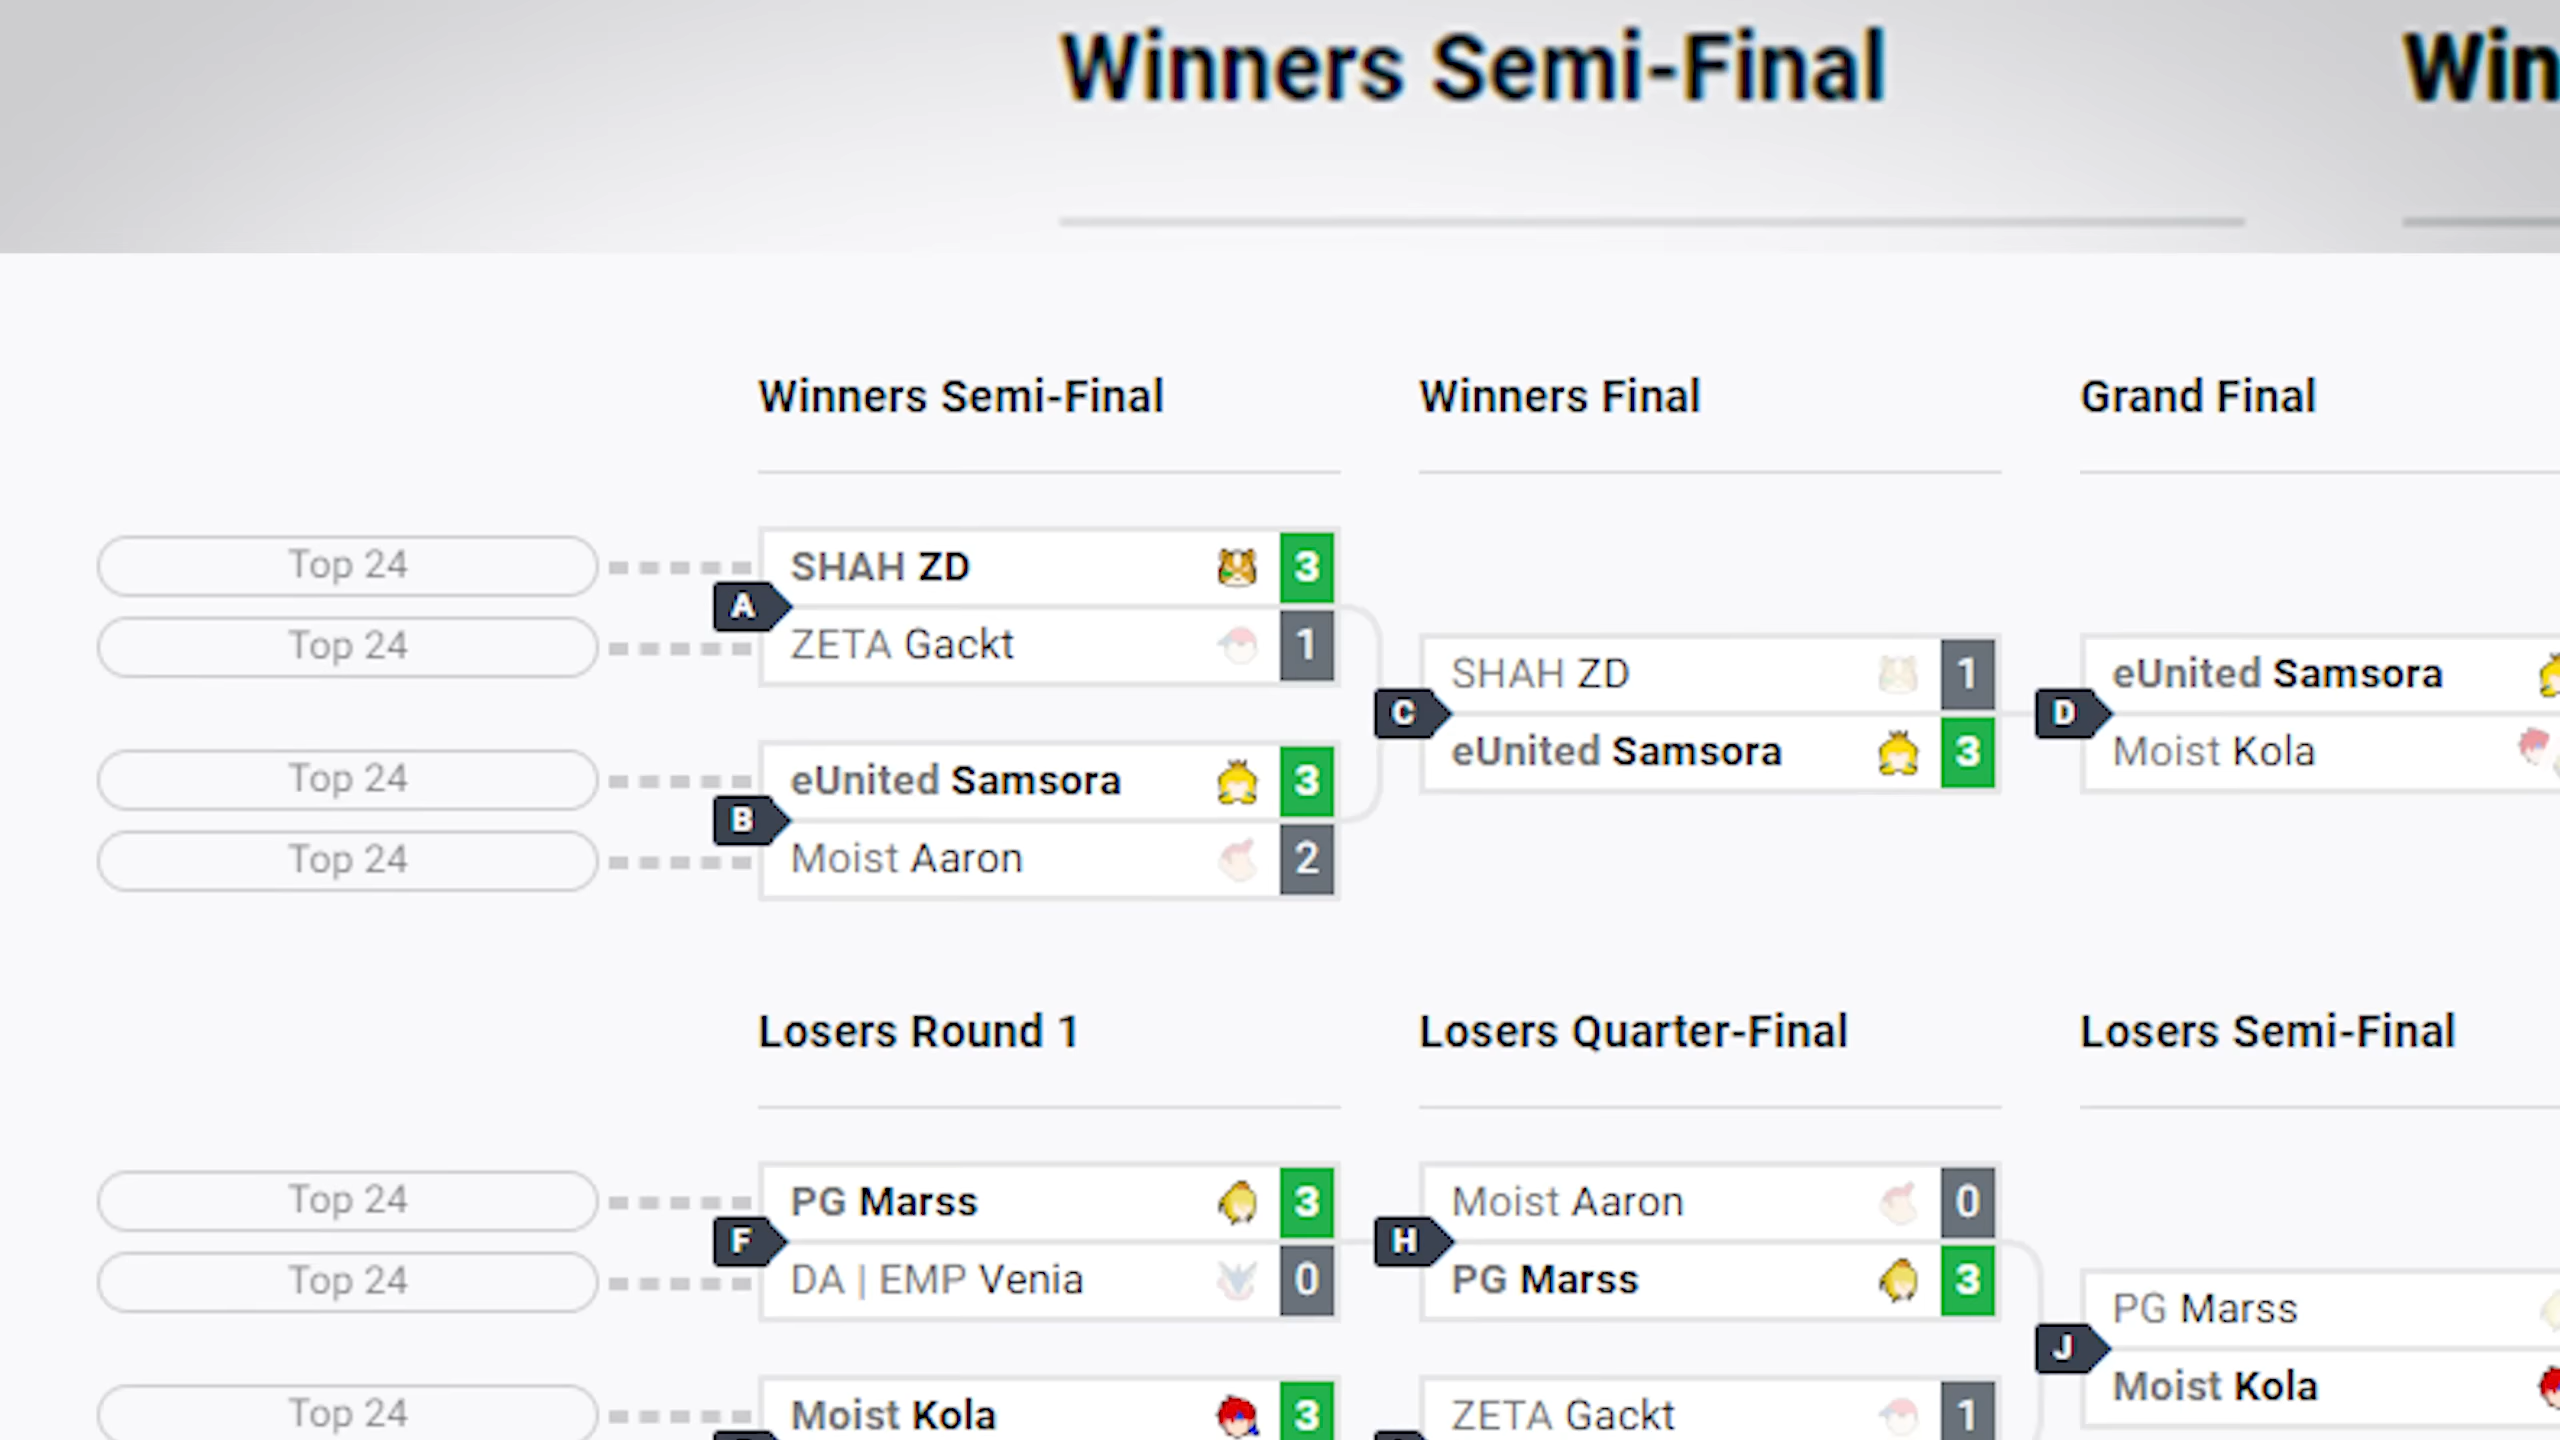 Winners Semi-Final
Win
Winners Semi-Final
Winners Final
Grand Final
Top 24
SHAH ZD 3
A
Top 24
ZETA Gackt 1
SHAH ZD 1
C
eUnited Samsora 3
eUnited Samsora
D
Moist Kola
Top 24
eUnited Samsora 3
B
Top 24
Moist Aaron 2
Losers Round 1
Losers Quarter-Final
Losers Semi-Final
Top 24
PG Marss 3
F
Top 24
DA | EMP Venia 0
Moist Aaron 0
H
PG Marss 3
PG Marss
J
Moist Kola
Top 24
Moist Kola 3
ZETA Gackt 1